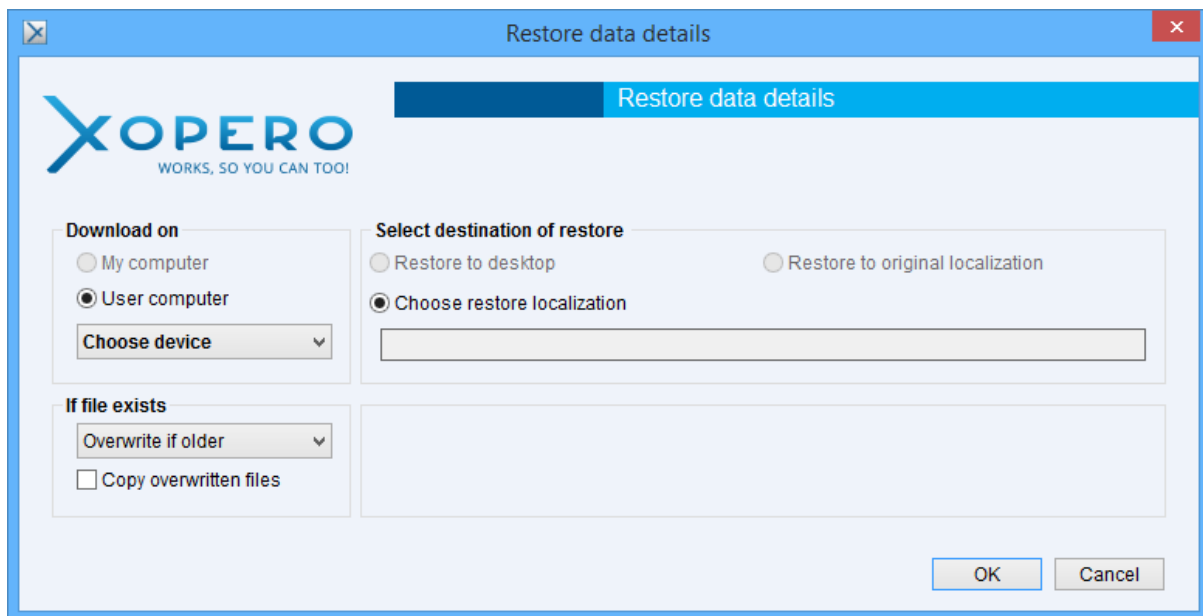 Restore data details
Restore data details
XOPERO
WORKS, SO YOU CAN TOO!
Download on
My computer
User computer
Choose device
Select destination of restore
Restore to desktop
Restore to original localization
Choose restore localization
If file exists
Overwrite if older
Copy overwritten files
OK
Cancel